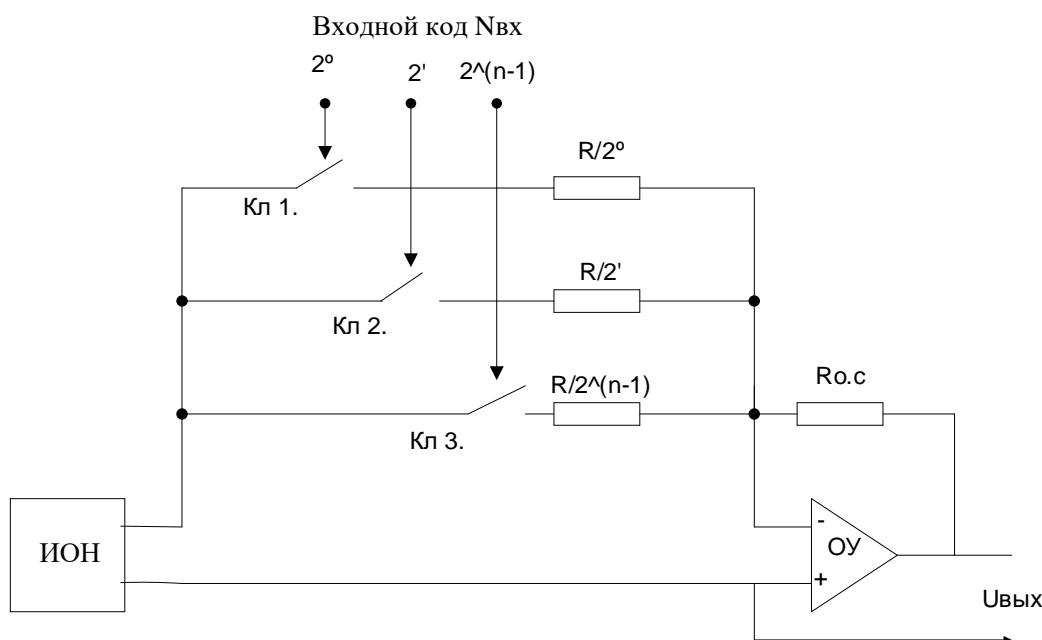 Входной код Nвх
2º 2' 2^(n-1)
R/2º
Кл 1.
R/2'
Кл 2.
R/2^(n-1)
Rо.с
Кл 3.
ИОН
-
ОУ
+
Uвых